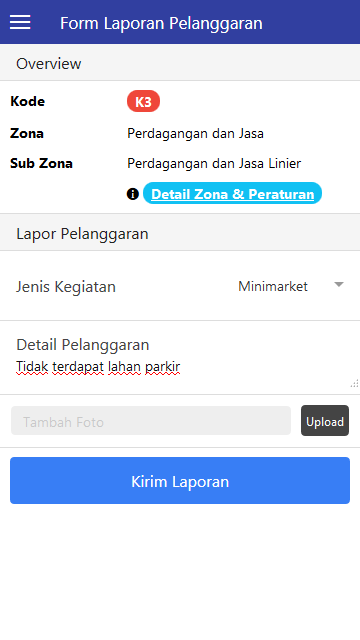 Form Laporan Pelanggaran
Overview
Kode K3
Zona Perdagangan dan Jasa
Sub Zona Perdagangan dan Jasa Linier
Detail Zona & Peraturan
Lapor Pelanggaran
Jenis Kegiatan Minimarket
Detail Pelanggaran
Tidak terdapat lahan parkir
Tambah Foto Upload
Kirim Laporan